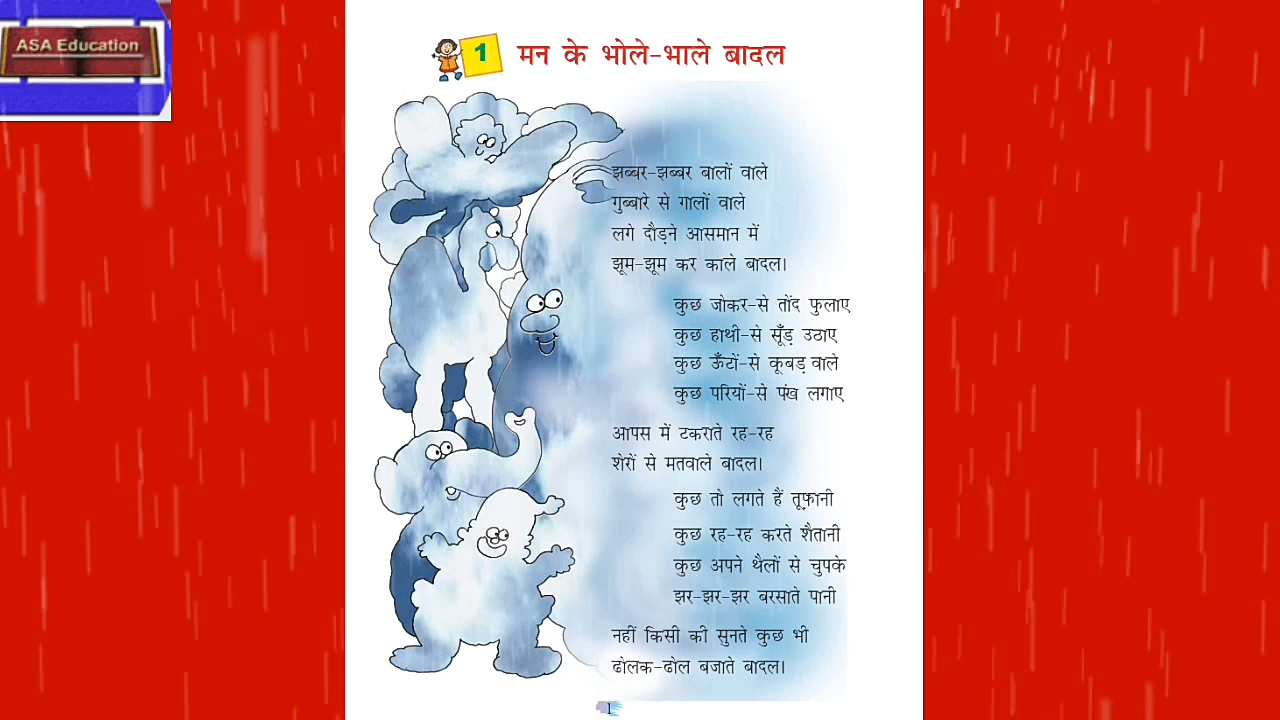 ASA Education
1 मन के भोले-भाले बादल
झब्बर-झब्बर बालों वाले
गुब्बारे से गालों वाले
लगे दौड़ने आसमान में
झूम-झूम कर काले बादल।
कुछ जोकर-से तोंद फुलाए
कुछ हाथी-से सूँड़ उठाए
कुछ ऊँटों-से कूबड़ वाले
कुछ परियों-से पंख लगाए
आपस में टकराते रह-रह
शेरों से मतवाले बादल।
कुछ तो लगते हैं तूफ़ानी
कुछ रह-रह करते शैतानी
कुछ अपने थैलों से चुपके
झर-झर-झर बरसाते पानी
नहीं किसी की सुनते कुछ भी
ढोलक-ढोल बजाते बादल।
1